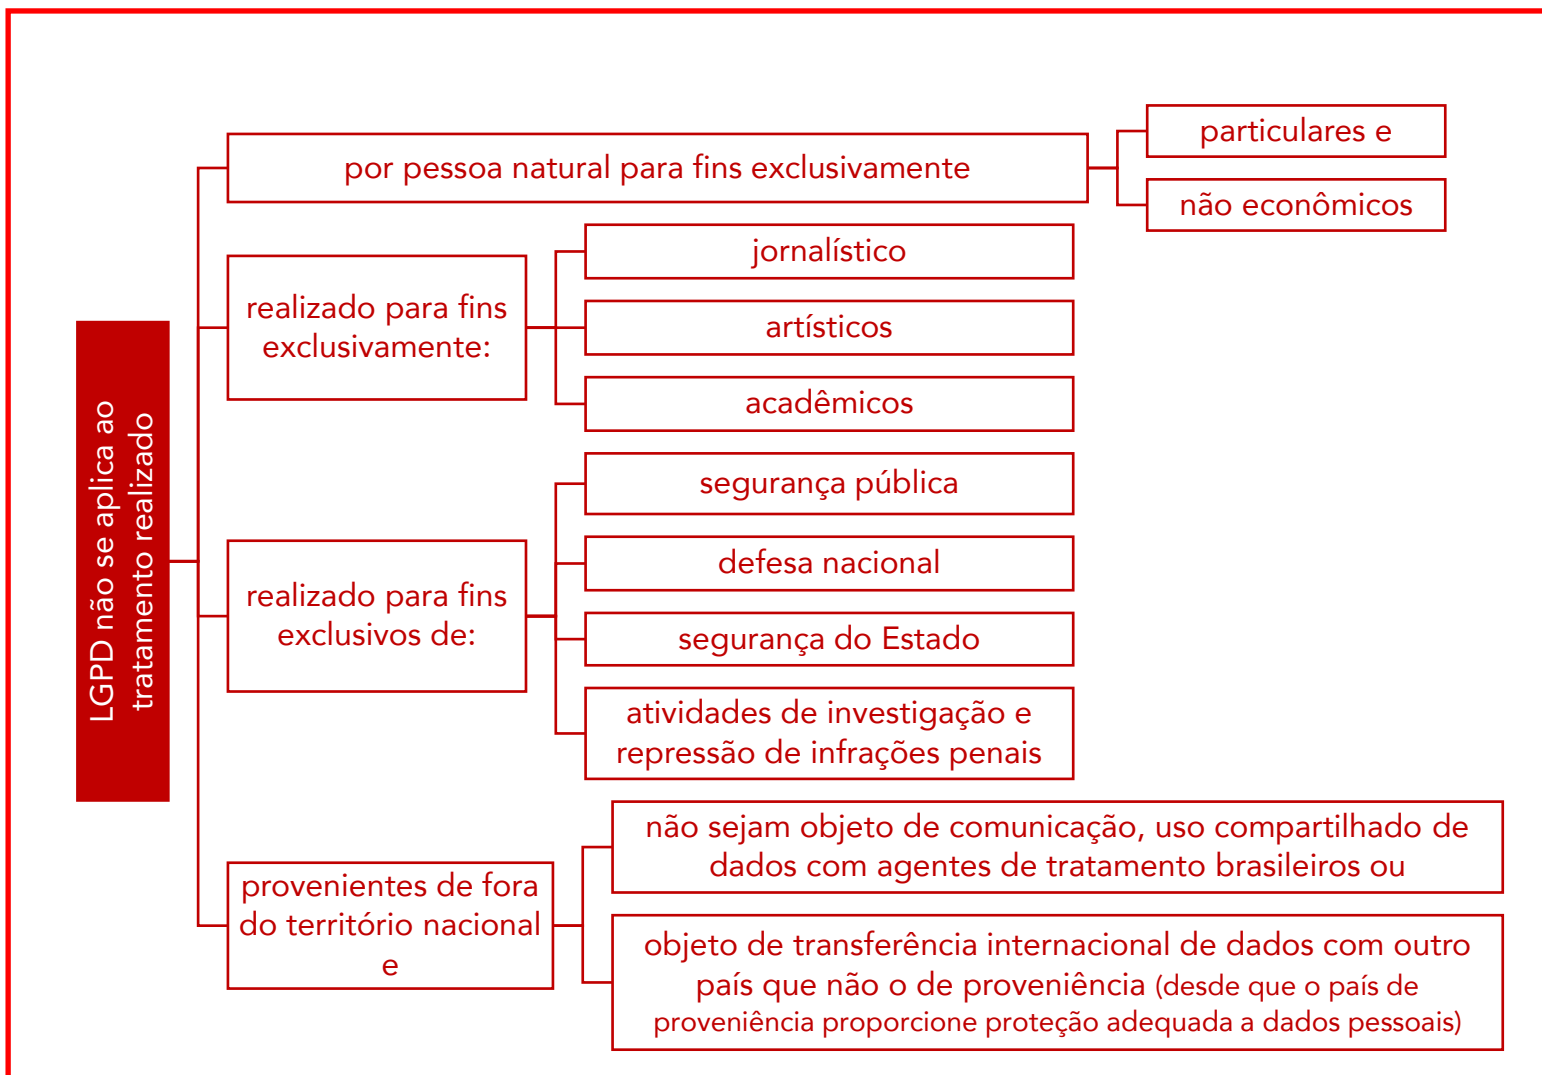 LGPD não se aplica ao
tratamento realizado
por pessoa natural para fins exclusivamente
particulares e
não econômicos
realizado para fins
exclusivamente:
jornalístico
artísticos
acadêmicos
realizado para fins
exclusivos de:
segurança pública
defesa nacional
segurança do Estado
atividades de investigação e
repressão de infrações penais
provenientes de fora
do território nacional
e
não sejam objeto de comunicação, uso compartilhado de
dados com agentes de tratamento brasileiros ou
objeto de transferência internacional de dados com outro
país que não o de proveniência (desde que o país de
proveniência proporcione proteção adequada a dados pessoais)